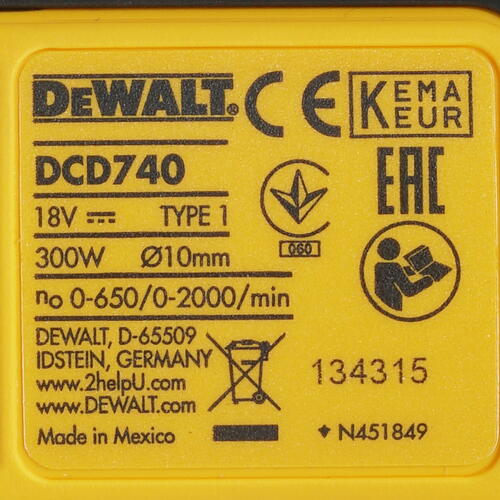 DEWALT®
CE
KEMA
KEUR
DCD740
18V TYPE 1
300W Ø10mm
060
EAC
no 0-650/0-2000/min
DEWALT, D-65509
IDSTEIN, GERMANY
www.2helpU.com
www.DEWALT.com
Made in Mexico
134315
N451849